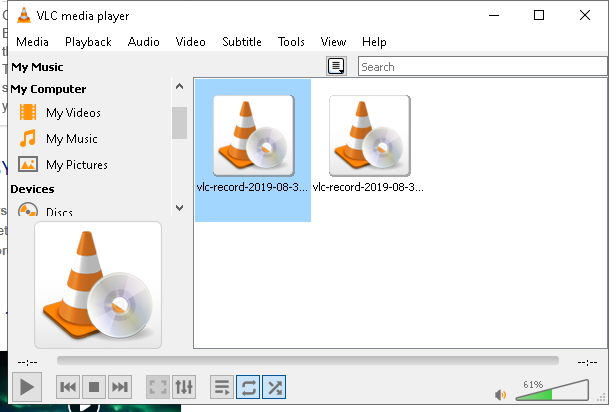 VLC media player
Media Playback Audio Video Subtitle Tools View Help
My Music
Search
My Computer
My Videos
My Music
My Pictures
Devices
Discs
vlc-record-2019-08-3... vlc-record-2019-08-3...
--:-- --:--
61%